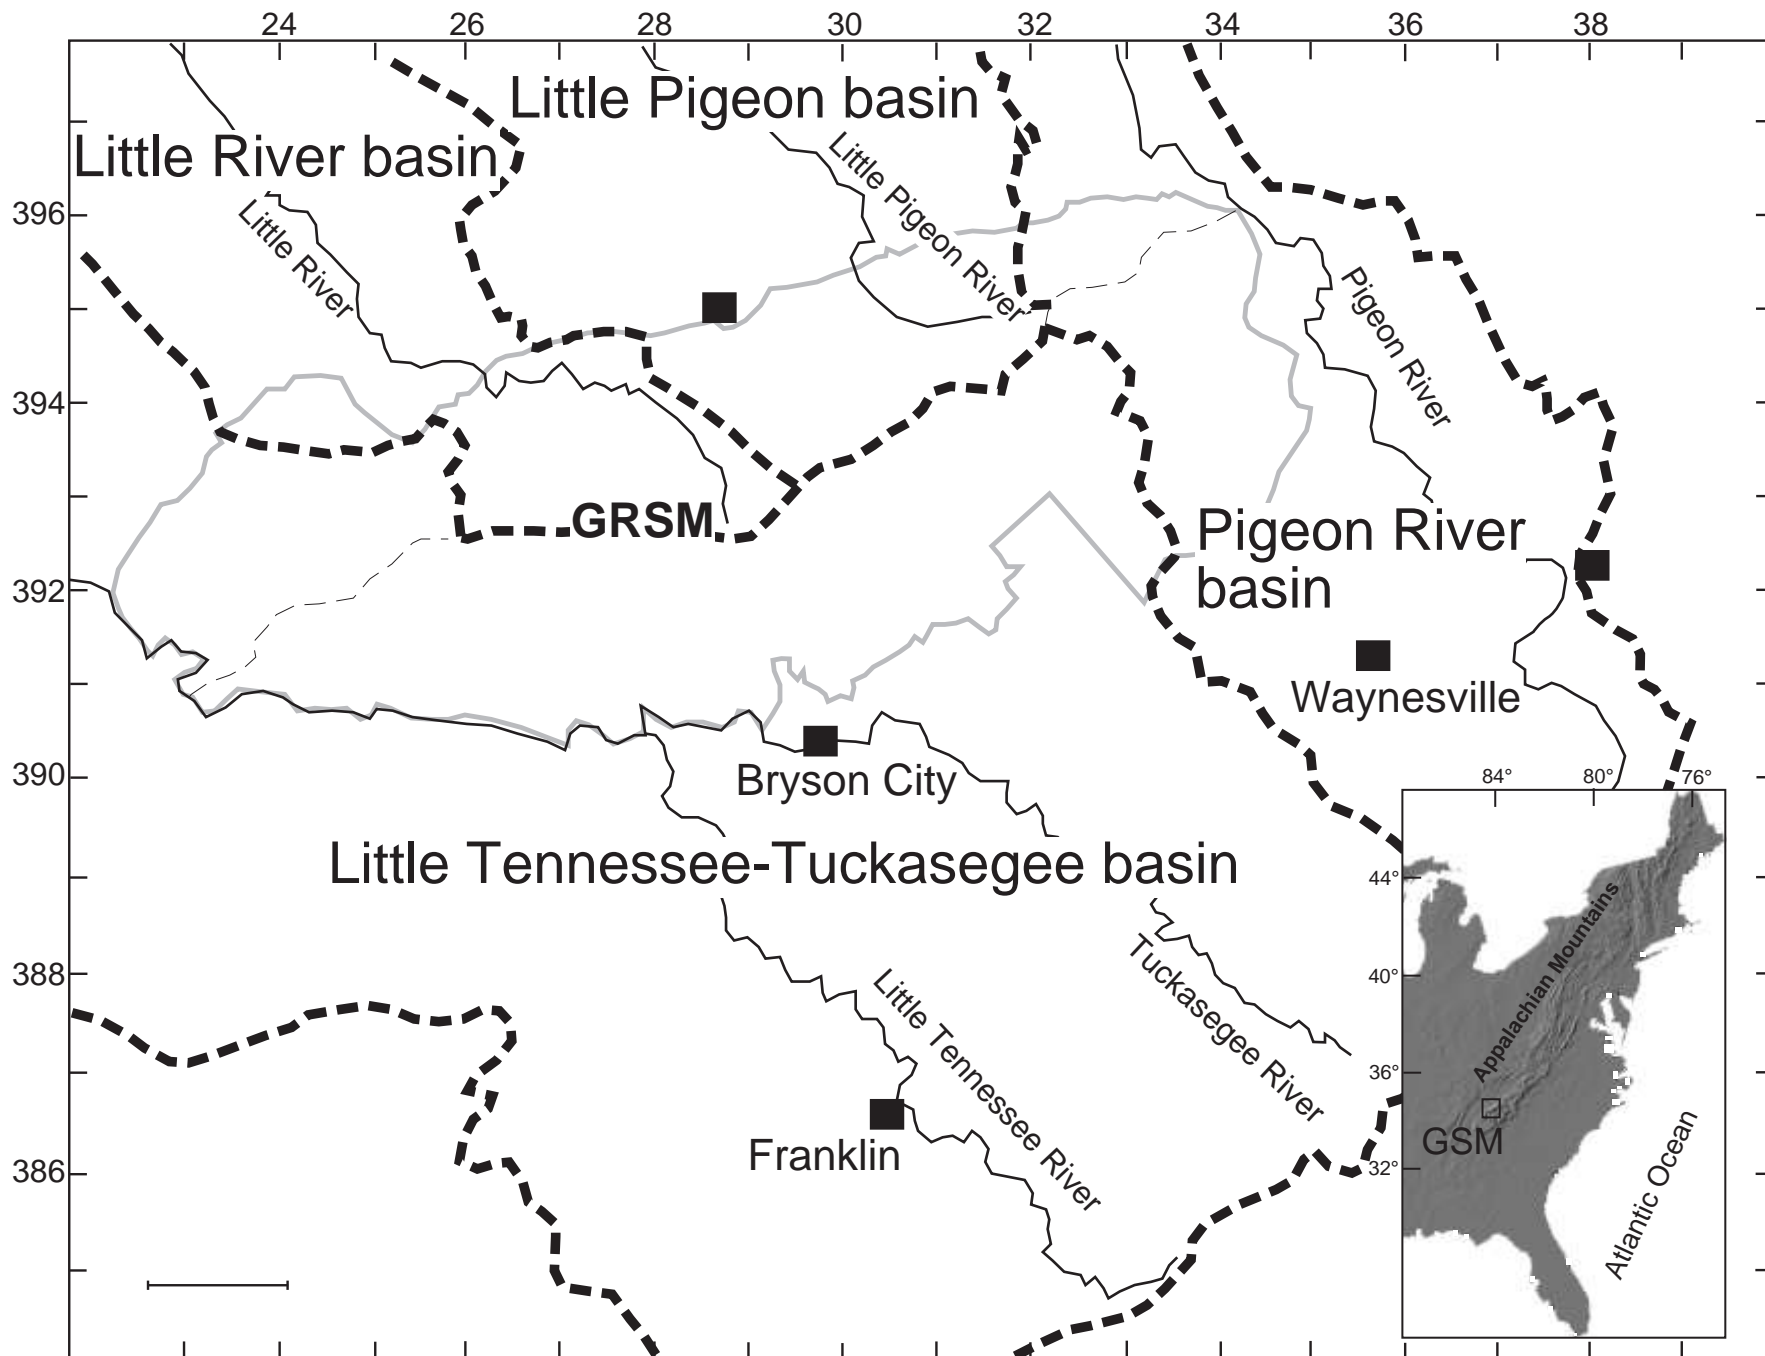 24 26 28 30 32 34 36 38
Little Pigeon basin
Little River basin
Little Pigeon River
396
Little River
Pigeon River
394
GRSM
Pigeon River
basin
392
Waynesville
390
Bryson City
84° 80° 76°
Little Tennessee-Tuckasegee basin
44°
Appalachian Mountains
388
40°
Little Tennessee River
Tuckasegee River
36°
Franklin
GSM
386
32°
Atlantic Ocean